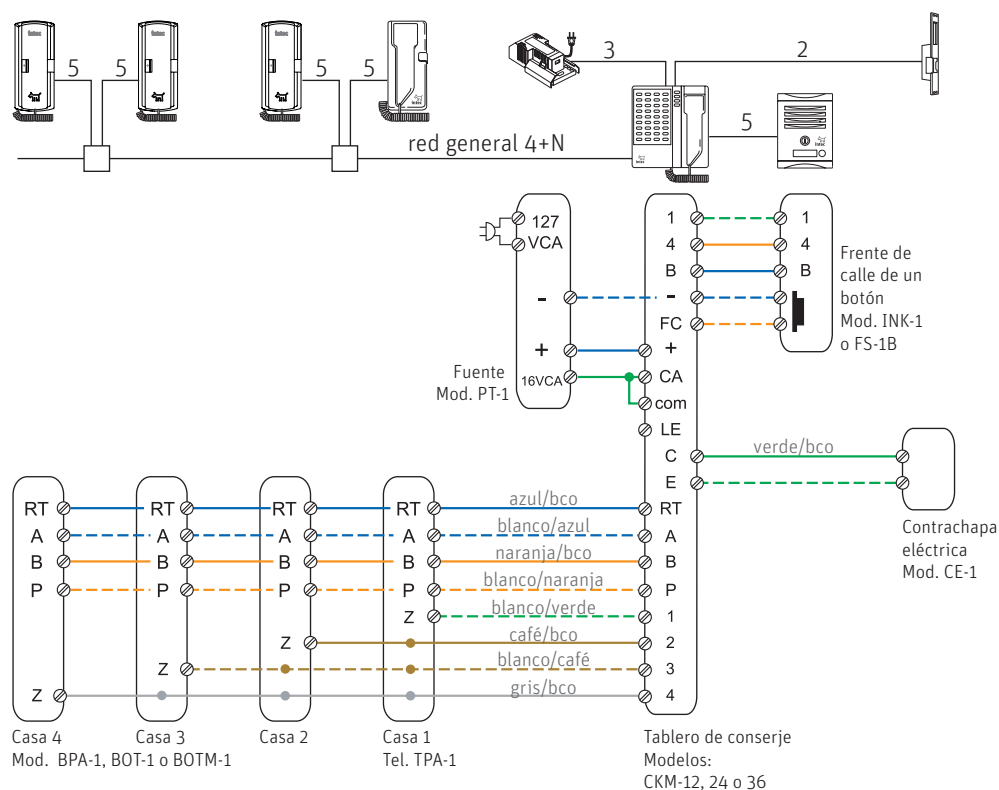 intec
intec
intec
5
5
5
5
3
2
5
red general 4+N
intec
127
VCA
-
+
16VCA
Fuente
Mod. PT-1
1
4
B
-
FC
+
CA
com
LE
C
E
RT
A
B
P
1
2
3
4
1
4
B
Frente de
calle de un
botón
Mod. INK-1
o FS-1B
verde/bco
Contrachapa
eléctrica
Mod. CE-1
azul/bco
blanco/azul
naranja/bco
blanco/naranja
blanco/verde
café/bco
blanco/café
gris/bco
RT
A
B
P
Z
Casa 4
Mod. BPA-1, BOT-1 o BOTM-1
RT
A
B
P
Z
Casa 3
RT
A
B
P
Z
Casa 2
RT
A
B
P
Z
Casa 1
Tel. TPA-1
Tablero de conserje
Modelos:
CKM-12, 24 o 36